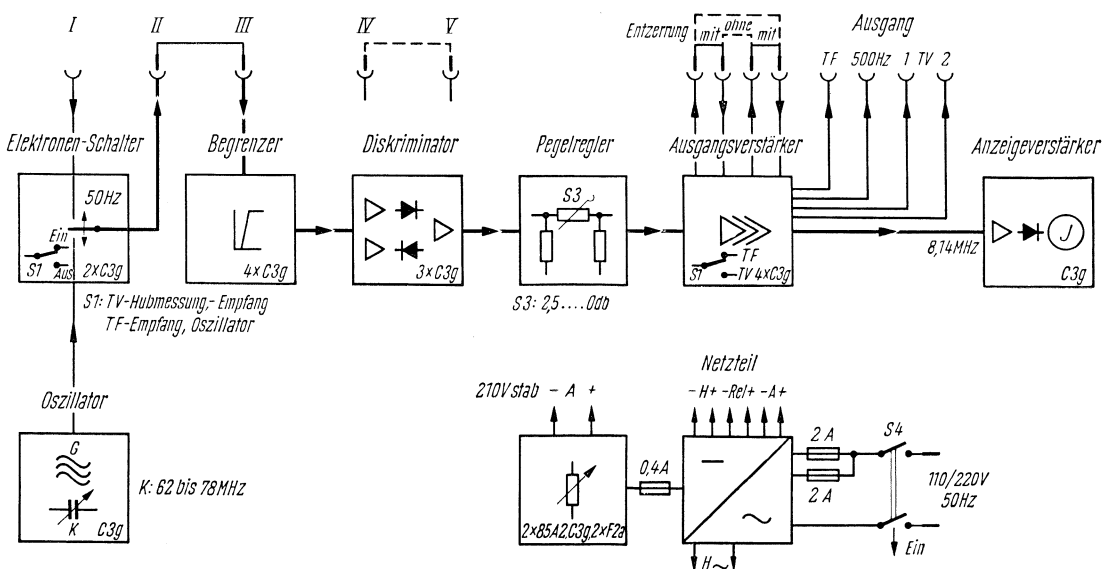 I II III IV V
Entzerrung mit ohne mit
Ausgang
TF 500Hz 1 TV 2
Elektronen-Schalter
Begrenzer
Diskriminator
Pegelregler
Ausgangsverstärker
Anzeigeverstärker
50Hz
Ein
S1 Aus 2×C3g
4×C3g
3×C3g
S3
TF
S1 TV 4×C3g
8,14MHz
J
C3g
S1: TV-Hubmessung,- Empfang
TF-Empfang, Oszillator
S3: 2,5....0db
Oszillator
G
K C3g
K: 62 bis 78MHz
Netzteil
210V stab - A +
- H + - Rel + - A +
0,4A
2 A
2 A
S4
110/220V
50Hz
Ein
2×85A2,C3g,2×F2a
H~